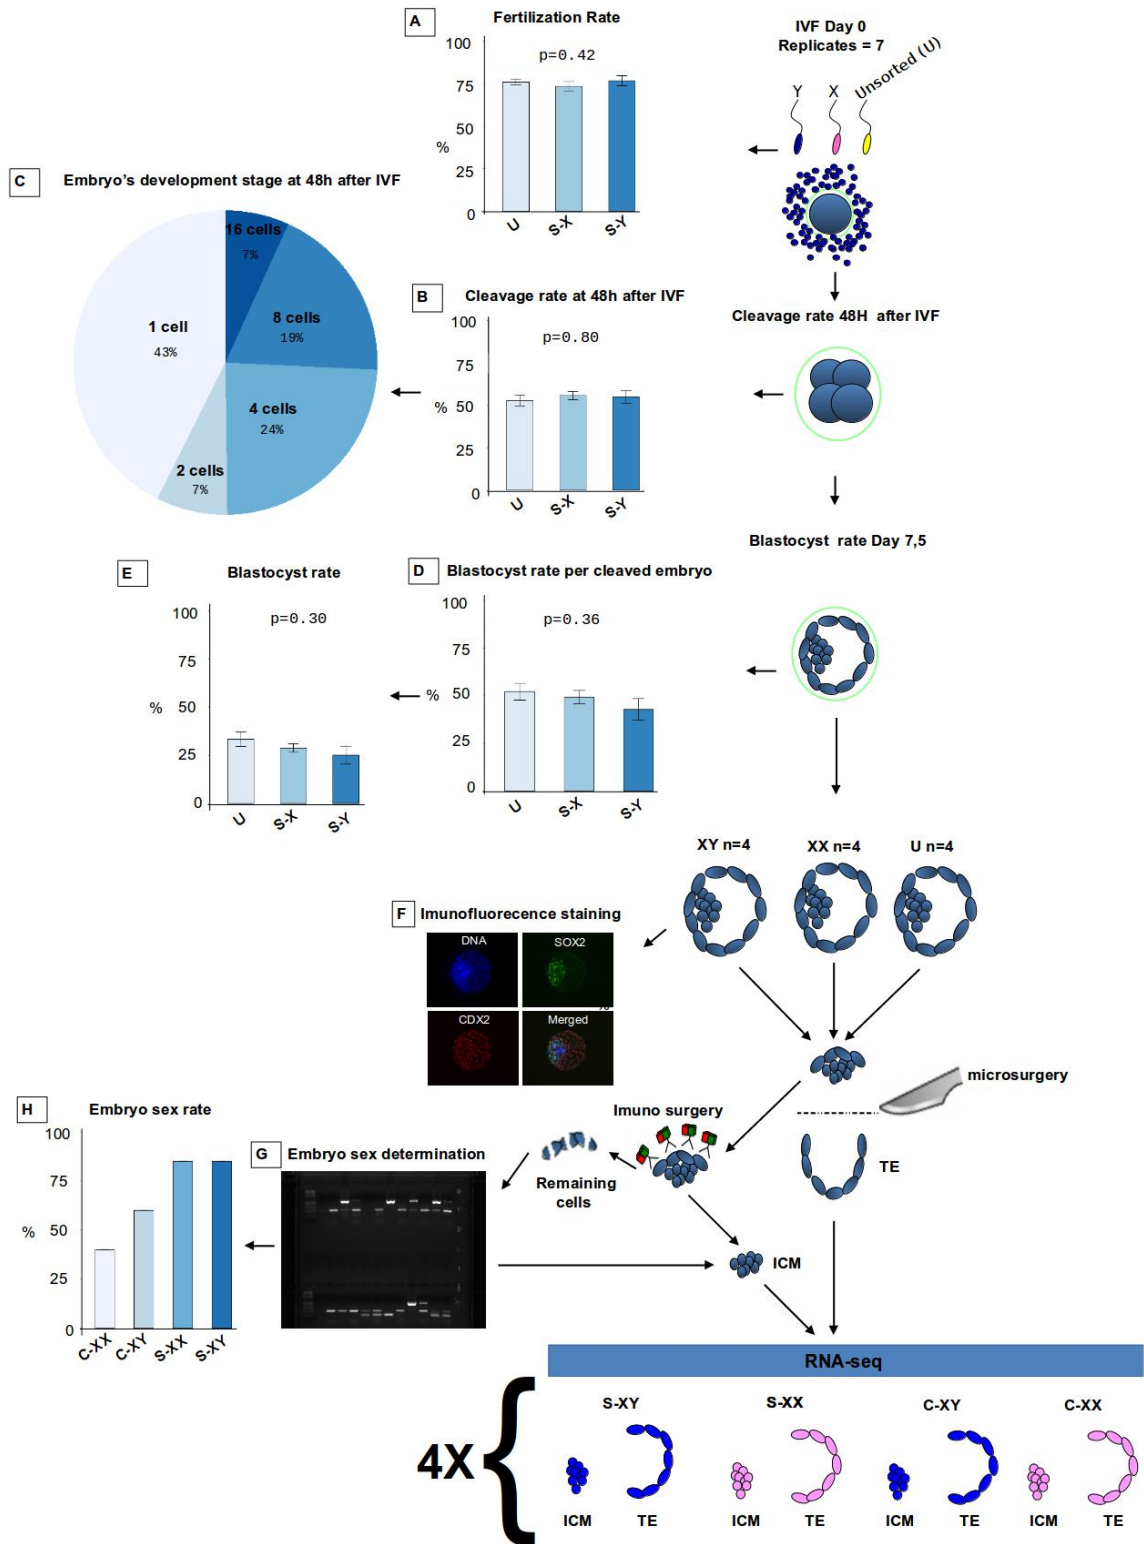 A
Fertilization Rate
100
75
50
25
0
%
p=0.42
U
S-X
S-Y
IVF Day 0
Replicates = 7
Y
X
Unsorted (U)
C
Embryo’s development stage at 48h after IVF
16 cells
7%
8 cells
19%
1 cell
43%
4 cells
24%
2 cells
7%
B
Cleavage rate at 48h after IVF
100
75
50
25
0
%
p=0.80
U
S-X
S-Y
Cleavage rate 48H after IVF
Blastocyst rate Day 7,5
E
Blastocyst rate
100
75
50
25
0
%
p=0.30
U
S-X
S-Y
D
Blastocyst rate per cleaved embryo
100
75
50
25
0
%
p=0.36
U
S-X
S-Y
XY n=4
XX n=4
U n=4
F
Imunofluorecence staining
DNA
SOX2
%
CDX2
Merged
microsurgery
TE
Imuno surgery
Remaining
cells
ICM
H
Embryo sex rate
100
75
50
25
0
%
C-XX
C-XY
S-XX
S-XY
G
Embryo sex determination
RNA-seq
4X
{
S-XY
S-XX
C-XY
C-XX
ICM
TE
ICM
TE
ICM
TE
ICM
TE